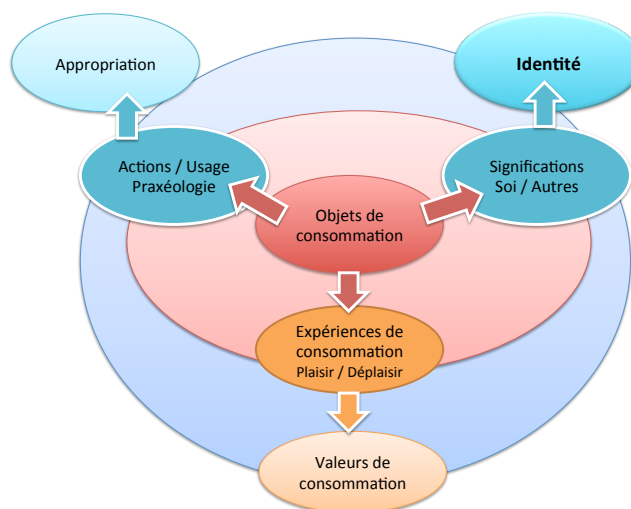 Appropriation
Identité
Actions / Usage
Praxéologie
Significations
Soi / Autres
Objets de
consommation
Expériences de
consommation
Plaisir / Déplaisir
Valeurs de
consommation